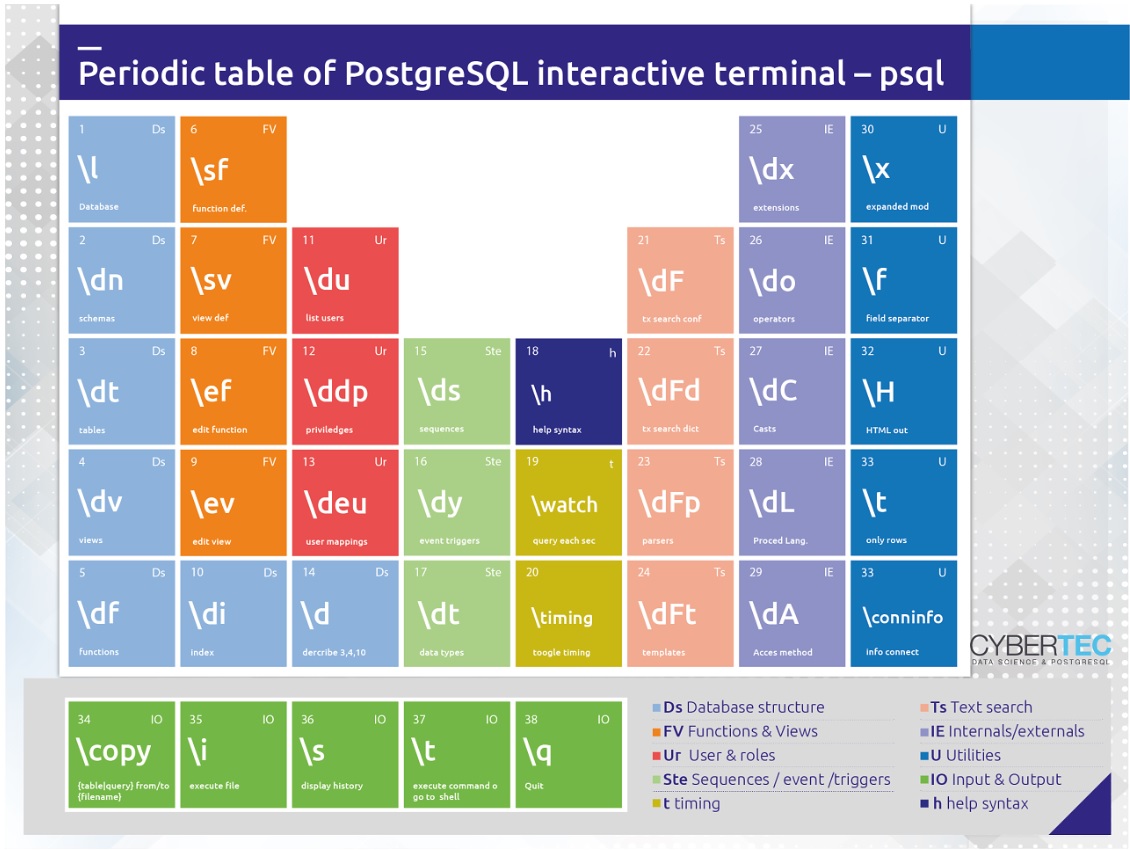 Periodic table of PostgreSQL interactive terminal – psql
1 Ds
\l
Database
6 FV
\sf
function def.
25 IE
\dx
extensions
30 U
\x
expanded mod
2 Ds
\dn
schemas
7 FV
\sv
view def
11 Ur
\du
list users
21 Ts
\dF
tx search conf
26 IE
\do
operators
31 U
\f
field separator
3 Ds
\dt
tables
8 FV
\ef
edit function
12 Ur
\ddp
priviledges
15 Ste
\ds
sequences
18 h
\h
help syntax
22 Ts
\dFd
tx search dict
27 IE
\dC
Casts
32 U
\H
HTML out
4 Ds
\dv
views
9 FV
\ev
edit view
13 Ur
\deu
user mappings
16 Ste
\dy
event triggers
19 t
\watch
query each sec
23 Ts
\dFp
parsers
28 IE
\dL
Proced Lang.
33 U
\t
only rows
5 Ds
\df
functions
10 Ds
\di
index
14 Ds
\d
dercribe 3,4,10
17 Ste
\dt
data types
20
\timing
toogle timing
24 Ts
\dFt
templates
29 IE
\dA
Acces method
33 U
\conninfo
info connect
CYBERTEC
DATA SCIENCE & POSTGRESQL
34 IO
\copy
{table|query} from/to
{filename}
35 IO
\i
execute file
36 IO
\s
display history
37 IO
\t
execute command o
go to shell
38 IO
\q
Quit
Ds Database structure
FV Functions & Views
Ur User & roles
Ste Sequences / event /triggers
t timing
Ts Text search
IE Internals/externals
U Utilities
IO Input & Output
h help syntax